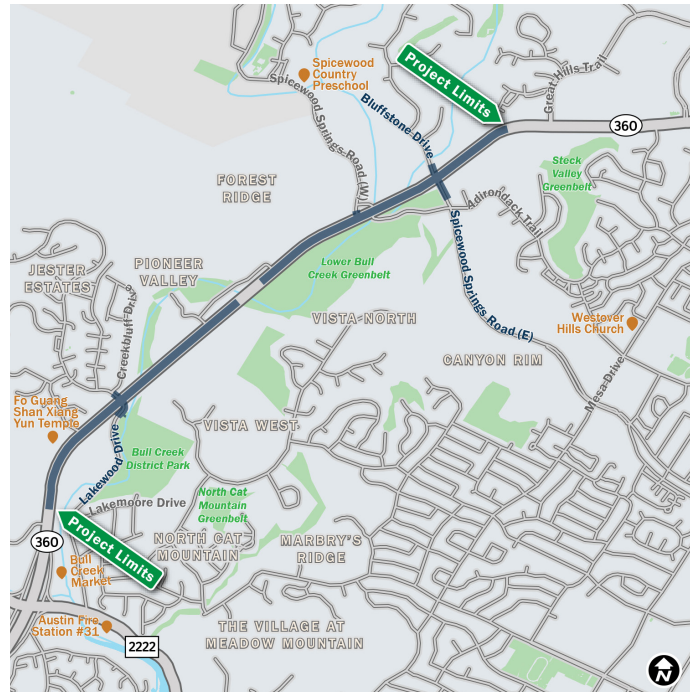 Spicewood
Country
Preschool
Project Limits
Great Hills Trail
360
Spicewood Springs Road (W)
Bluffstone Drive
Steck
Valley
Greenbelt
FOREST
RIDGE
Adirondack Trail
Spicewood Springs Road (E)
JESTER
ESTATES
PIONEER
VALLEY
Lower Bull
Creek Greenbelt
Creekbluff Drive
VISTA NORTH
Westover
Hills Church
CANYON RIM
Mesa Drive
Fo Guang
Shan Xiang
Yun Temple
VISTA WEST
Lakewood Drive
Bull Creek
District Park
Lakemoore Drive
North Cat
Mountain
Greenbelt
Project Limits
360
NORTH CAT
MOUNTAIN
MARBRY'S
RIDGE
Bull
Creek
Market
Austin Fire
Station #31
2222
THE VILLAGE AT
MEADOW MOUNTAIN
N